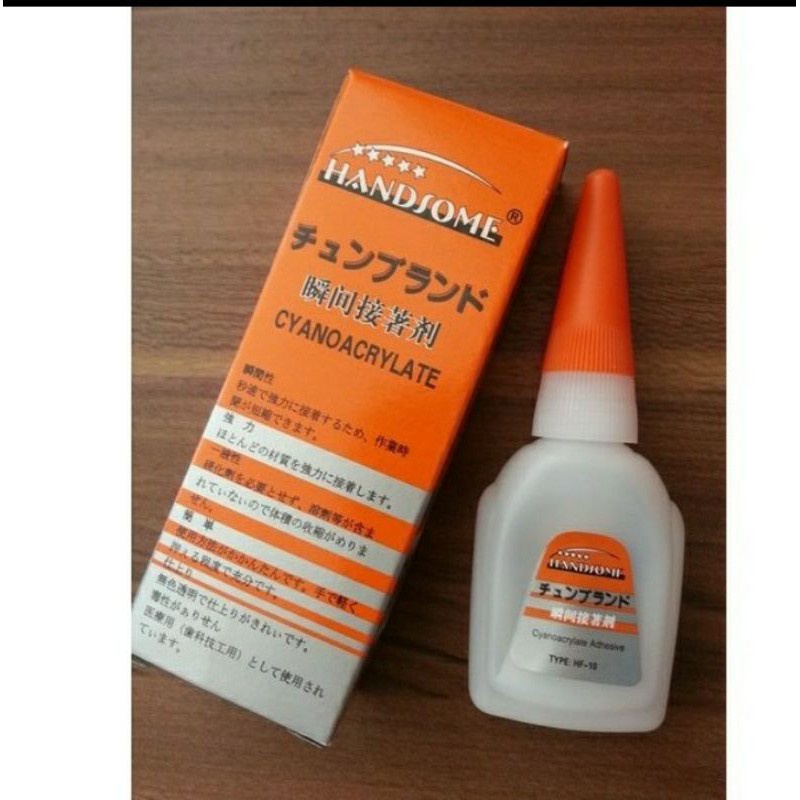 HANDSOME®
チュンブランド
瞬间接著剂
CYANOACRYLATE
瞬間性
秒速で強力に接着するため、作業時
間が短縮できます。
強力
ほとんどの材質を強力に接着します。
一液性
硬化劑を必要とせず、溶劑等が含ま
れていないので体積の收縮がめりま
せん。
簡単
使用方法がかんたんです。手で軽く
押える程度で充分です。
仕上り
無色透明で仕上りがきれいです。
毒性がありせん
医療用(歯科技工用)として使用され
ています。
HANDSOME
チュンブランド
瞬间接著剂
Cyanoacrylate Adhesive
TYPE: HF-10